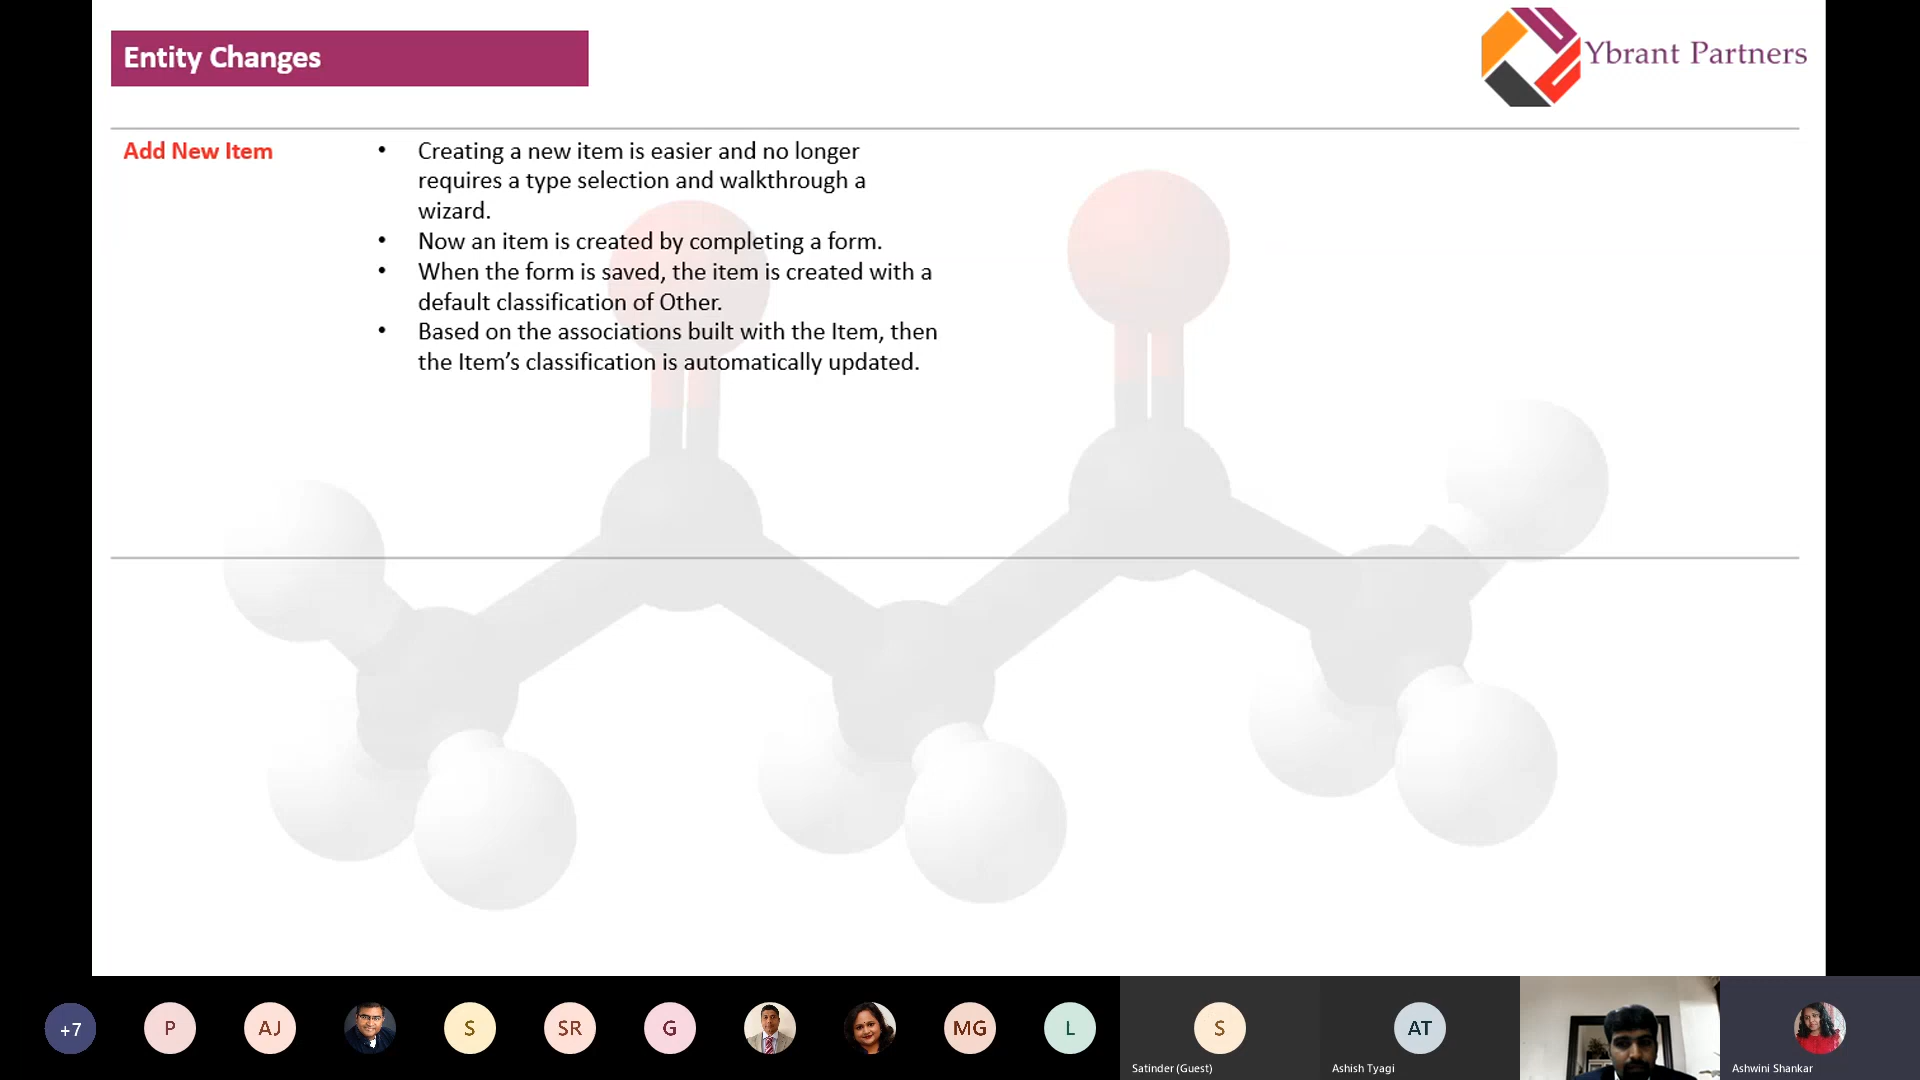 Entity Changes
Ybrant Partners
Add New Item
• Creating a new item is easier and no longer
requires a type selection and walkthrough a
wizard.
• Now an item is created by completing a form.
• When the form is saved, the item is created with a
default classification of Other.
• Based on the associations built with the Item, then
the Item’s classification is automatically updated.
+7
P
AJ
S
SR
G
MG
L
S
Satinder (Guest)
AT
Ashish Tyagi
Ashwini Shankar